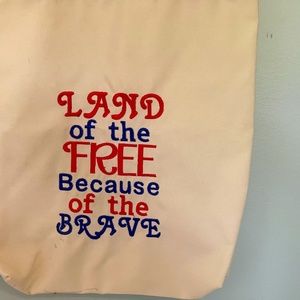 LAND
of the
FREE
Because
of the
BRAVE